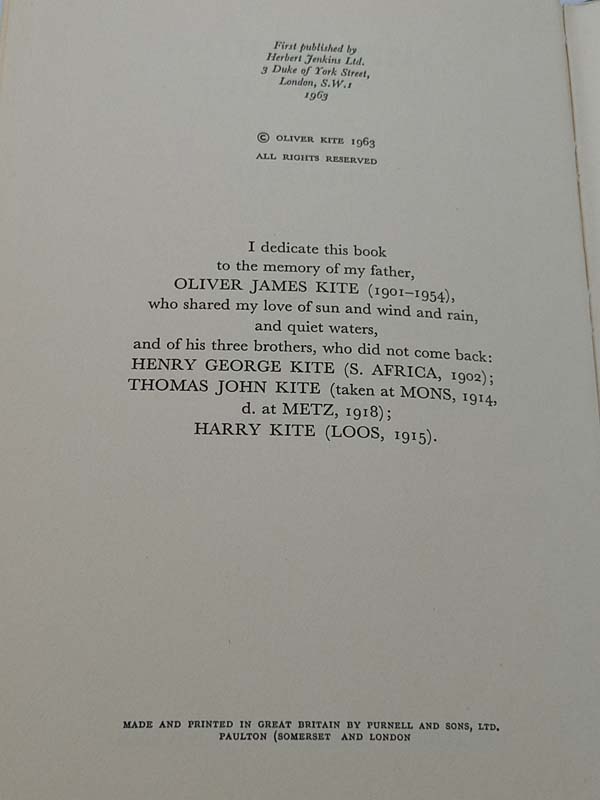 First published by
Herbert Jenkins Ltd.
3 Duke of York Street,
London, S.W.1
1963
© OLIVER KITE 1963
ALL RIGHTS RESERVED
I dedicate this book
to the memory of my father,
OLIVER JAMES KITE (1901–1954),
who shared my love of sun and wind and rain,
and quiet waters,
and of his three brothers, who did not come back:
HENRY GEORGE KITE (S. AFRICA, 1902);
THOMAS JOHN KITE (taken at MONS, 1914,
d. at METZ, 1918);
HARRY KITE (LOOS, 1915).
MADE AND PRINTED IN GREAT BRITAIN BY PURNELL AND SONS, LTD.
PAULTON (SOMERSET AND LONDON